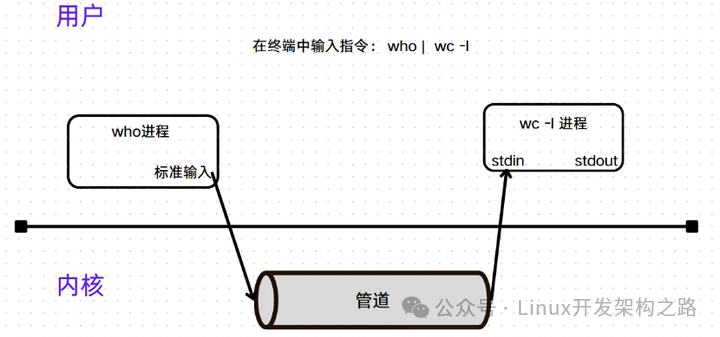 用户
在终端中输入指令： who | wc -l
who进程
标准输入
wc -l 进程
stdin stdout
内核
管道
公众号 · Linux开发架构之路